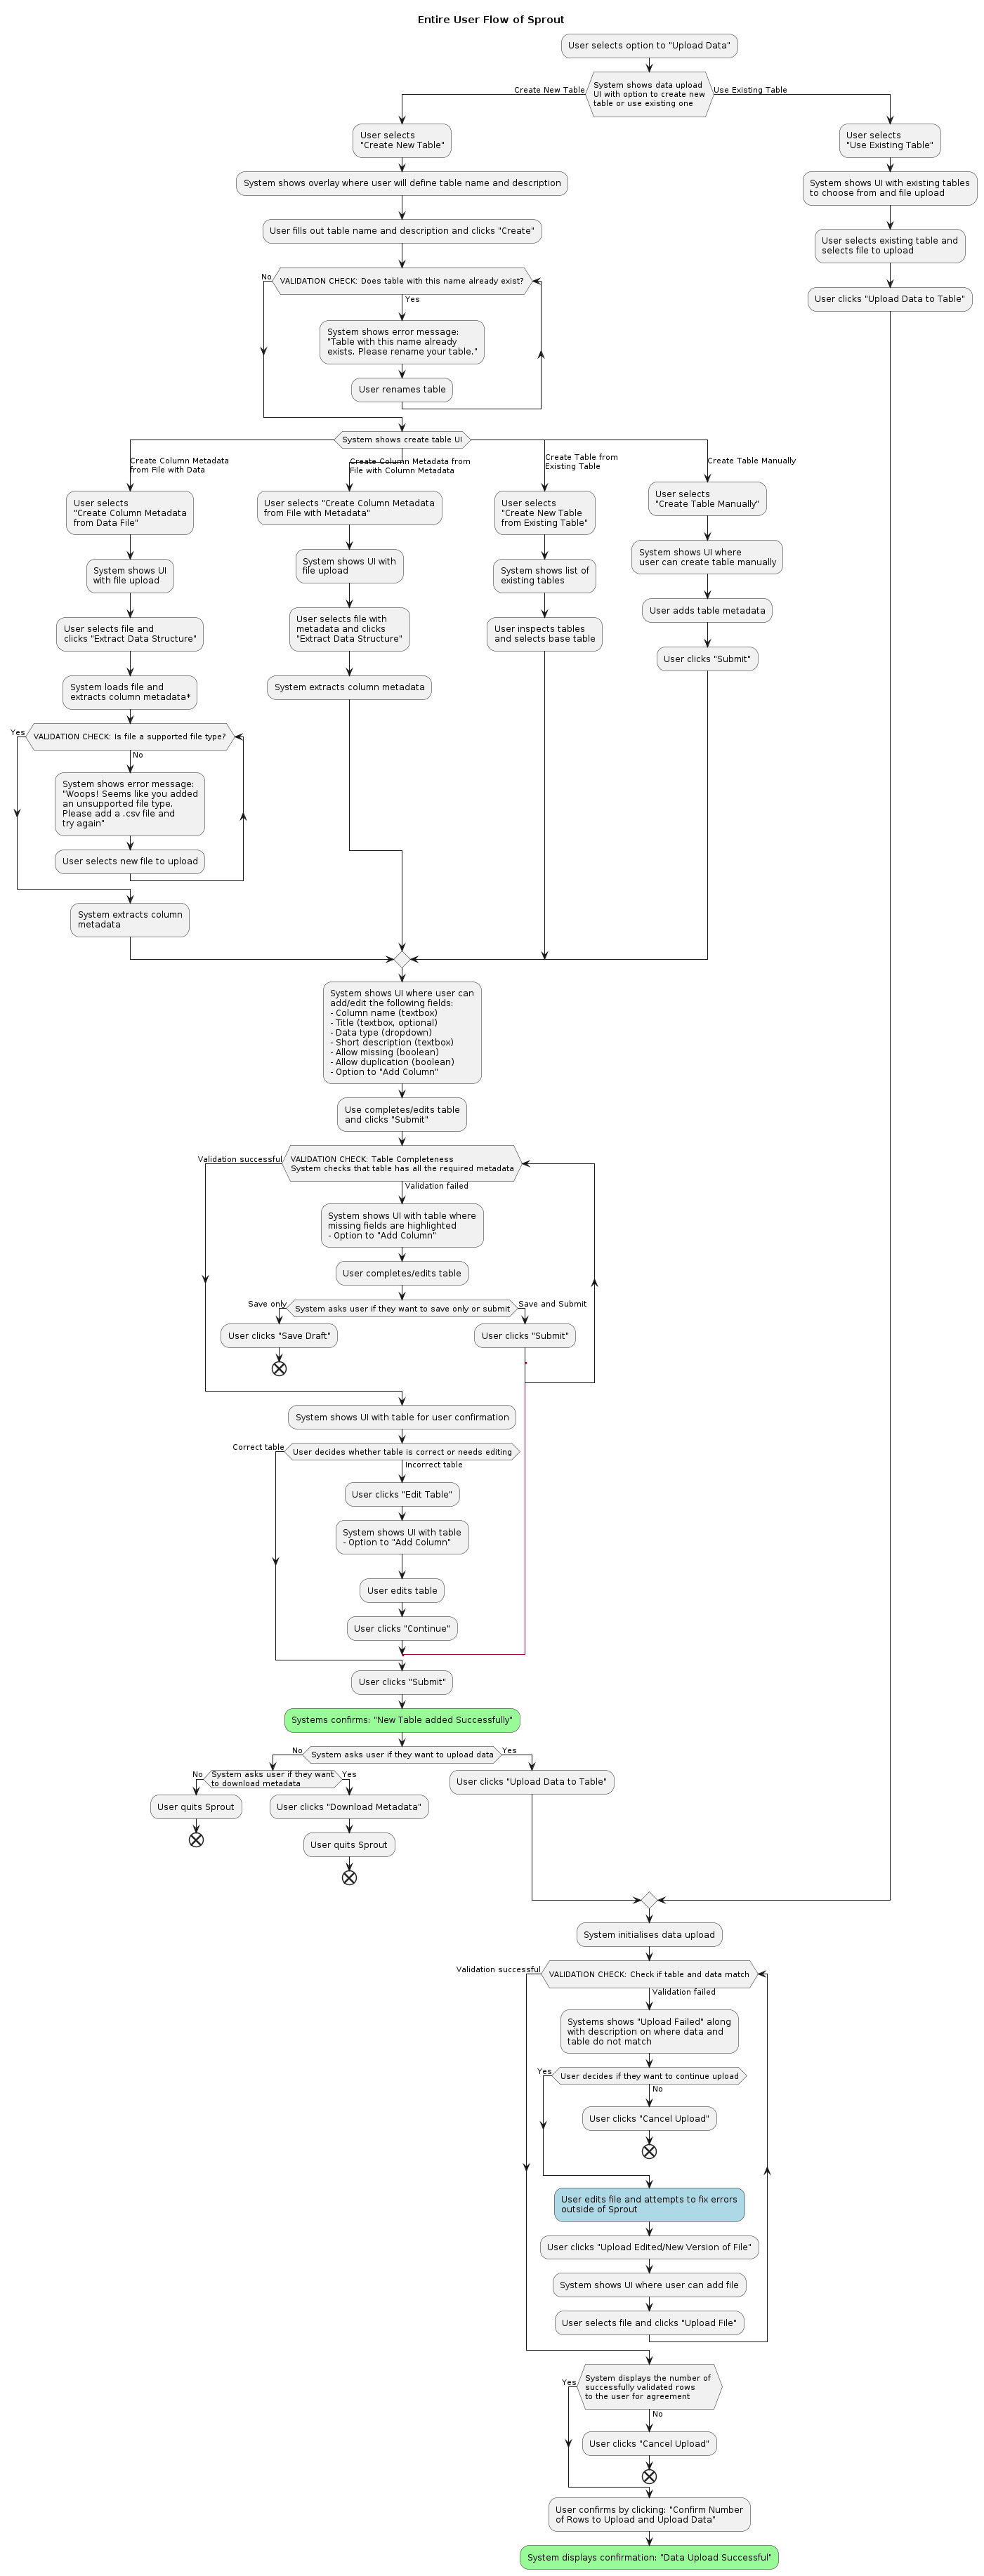 Entire User Flow of Sprout
User selects option to "Upload Data"
System shows data upload
UI with option to create new
table or use existing one
Create New Table
Use Existing Table
User selects
"Create New Table"
System shows overlay where user will define table name and description
User fills out table name and description and clicks "Create"
VALIDATION CHECK: Does table with this name already exist?
No
Yes
System shows error message:
"Table with this name already
exists. Please rename your table."
User renames table
User selects
"Use Existing Table"
System shows UI with existing tables
to choose from and file upload
User selects existing table and
selects file to upload
User clicks "Upload Data to Table"
System shows create table UI
Create Column Metadata
from File with Data
User selects
"Create Column Metadata
from Data File"
System shows UI
with file upload
User selects file and
clicks "Extract Data Structure"
System loads file and
extracts column metadata*
Yes
VALIDATION CHECK: Is file a supported file type?
No
System shows error message:
"Woops! Seems like you added
an unsupported file type.
Please add a .csv file and
try again"
User selects new file to upload
System extracts column
metadata
Create Column Metadata from
File with Column Metadata
User selects "Create Column Metadata
from File with Metadata"
System shows UI with
file upload
User selects file with
metadata and clicks
"Extract Data Structure"
System extracts column metadata
Create Table from
Existing Table
User selects
"Create New Table
from Existing Table"
System shows list of
existing tables
User inspects tables
and selects base table
Create Table Manually
User selects
"Create Table Manually"
System shows UI where
user can create table manually
User adds table metadata
User clicks "Submit"
System shows UI where user can
add/edit the following fields:
- Column name (textbox)
- Title (textbox, optional)
- Data type (dropdown)
- Short description (textbox)
- Allow missing (boolean)
- Allow duplication (boolean)
- Option to "Add Column"
Use completes/edits table
and clicks "Submit"
Validation successful
VALIDATION CHECK: Table Completeness
System checks that table has all the required metadata
Validation failed
System shows UI with table where
missing fields are highlighted
- Option to "Add Column"
User completes/edits table
Save only
System asks user if they want to save only or submit
Save and Submit
User clicks "Save Draft"
User clicks "Submit"
System shows UI with table for user confirmation
Correct table
User decides whether table is correct or needs editing
Incorrect table
User clicks "Edit Table"
System shows UI with table
- Option to "Add Column"
User edits table
User clicks "Continue"
User clicks "Submit"
Systems confirms: "New Table added Successfully"
No
System asks user if they want to upload data
Yes
No
System asks user if they want
to download metadata
Yes
User clicks "Upload Data to Table"
User quits Sprout
User clicks "Download Metadata"
User quits Sprout
System initialises data upload
Validation successful
VALIDATION CHECK: Check if table and data match
Validation failed
Systems shows "Upload Failed" along
with description on where data and
table do not match
Yes
User decides if they want to continue upload
No
User clicks "Cancel Upload"
User edits file and attempts to fix errors
outside of Sprout
User clicks "Upload Edited/New Version of File"
System shows UI where user can add file
User selects file and clicks "Upload File"
Yes
System displays the number of
successfully validated rows
to the user for agreement
No
User clicks "Cancel Upload"
User confirms by clicking: "Confirm Number
of Rows to Upload and Upload Data"
System displays confirmation: "Data Upload Successful"